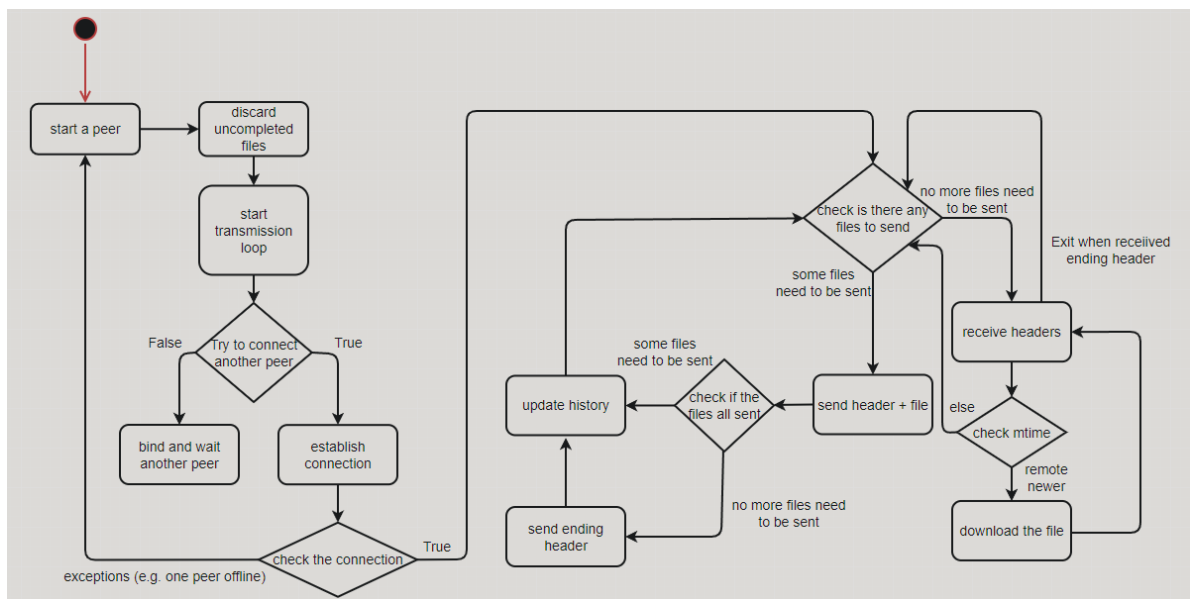 start a peer
discard
uncompleted
files
start
transmission
loop
False
Try to connect
another peer
True
bind and wait
another peer
establish
connection
check the connection
True
exceptions (e.g. one peer offline)
check is there any
files to send
no more files need
to be sent
Exit when receiived
ending header
some files
need to be sent
receive headers
some files
need to be sent
update history
check if the
files all sent
send header + file
else
check mtime
remote
newer
no more files need
to be sent
send ending
header
download the file